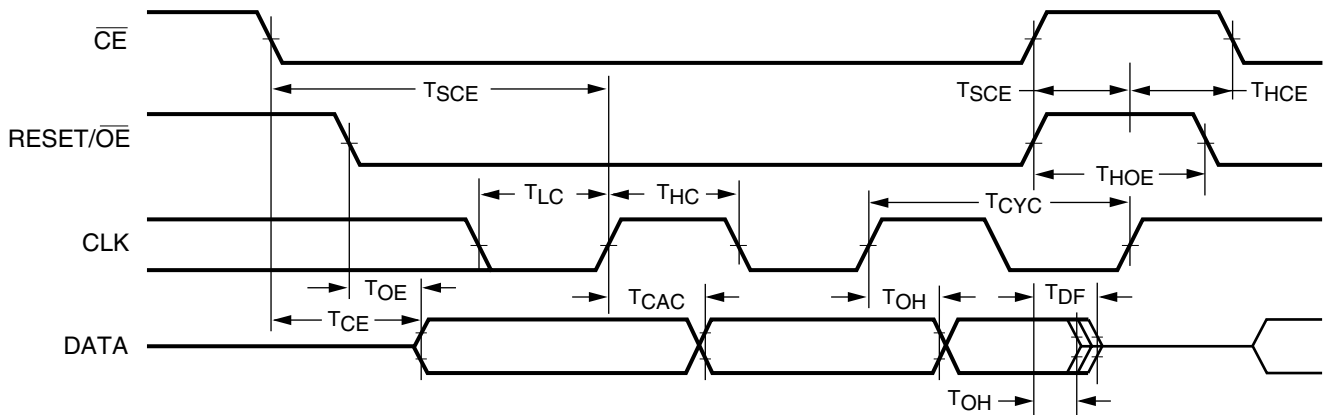 CE
TSCE TSCE THCE
RESET/OE
TLC THC TCYC THOE
CLK
TOE TCAC TOH TDF
TCE
DATA
TOH